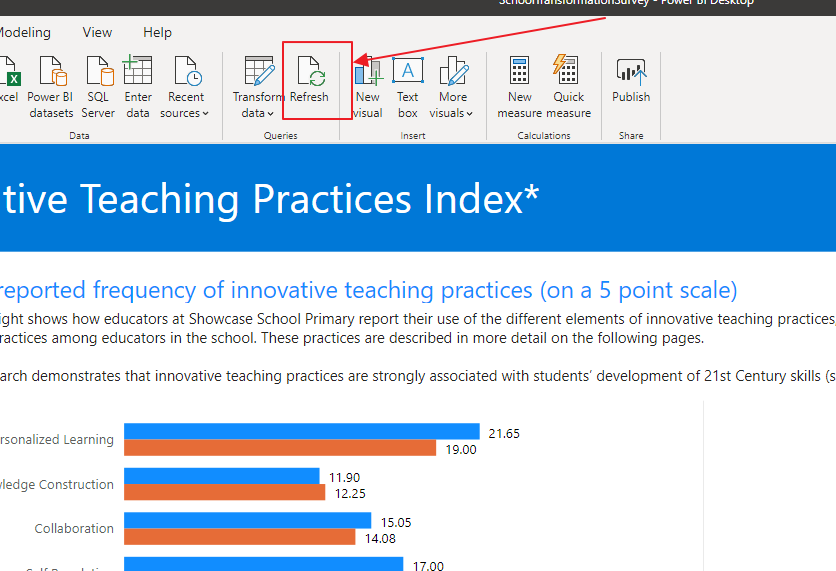 SchoolTransformationSurvey - Power BI Desktop
Modeling View Help
Excel
Power BI datasets
SQL Server
Enter data
Recent sources
Transform data
Refresh
New visual
Text box
A
More visuals
New measure
Quick measure
Publish
Data
Queries
Insert
Calculations
Share
tive Teaching Practices Index*
reported frequency of innovative teaching practices (on a 5 point scale)
ight shows how educators at Showcase School Primary report their use of the different elements of innovative teaching practices,
ractices among educators in the school. These practices are described in more detail on the following pages.
arch demonstrates that innovative teaching practices are strongly associated with students’ development of 21st Century skills (s
ersonalized Learning
21.65
19.00
wledge Construction
11.90
12.25
Collaboration
15.05
14.08
17.00